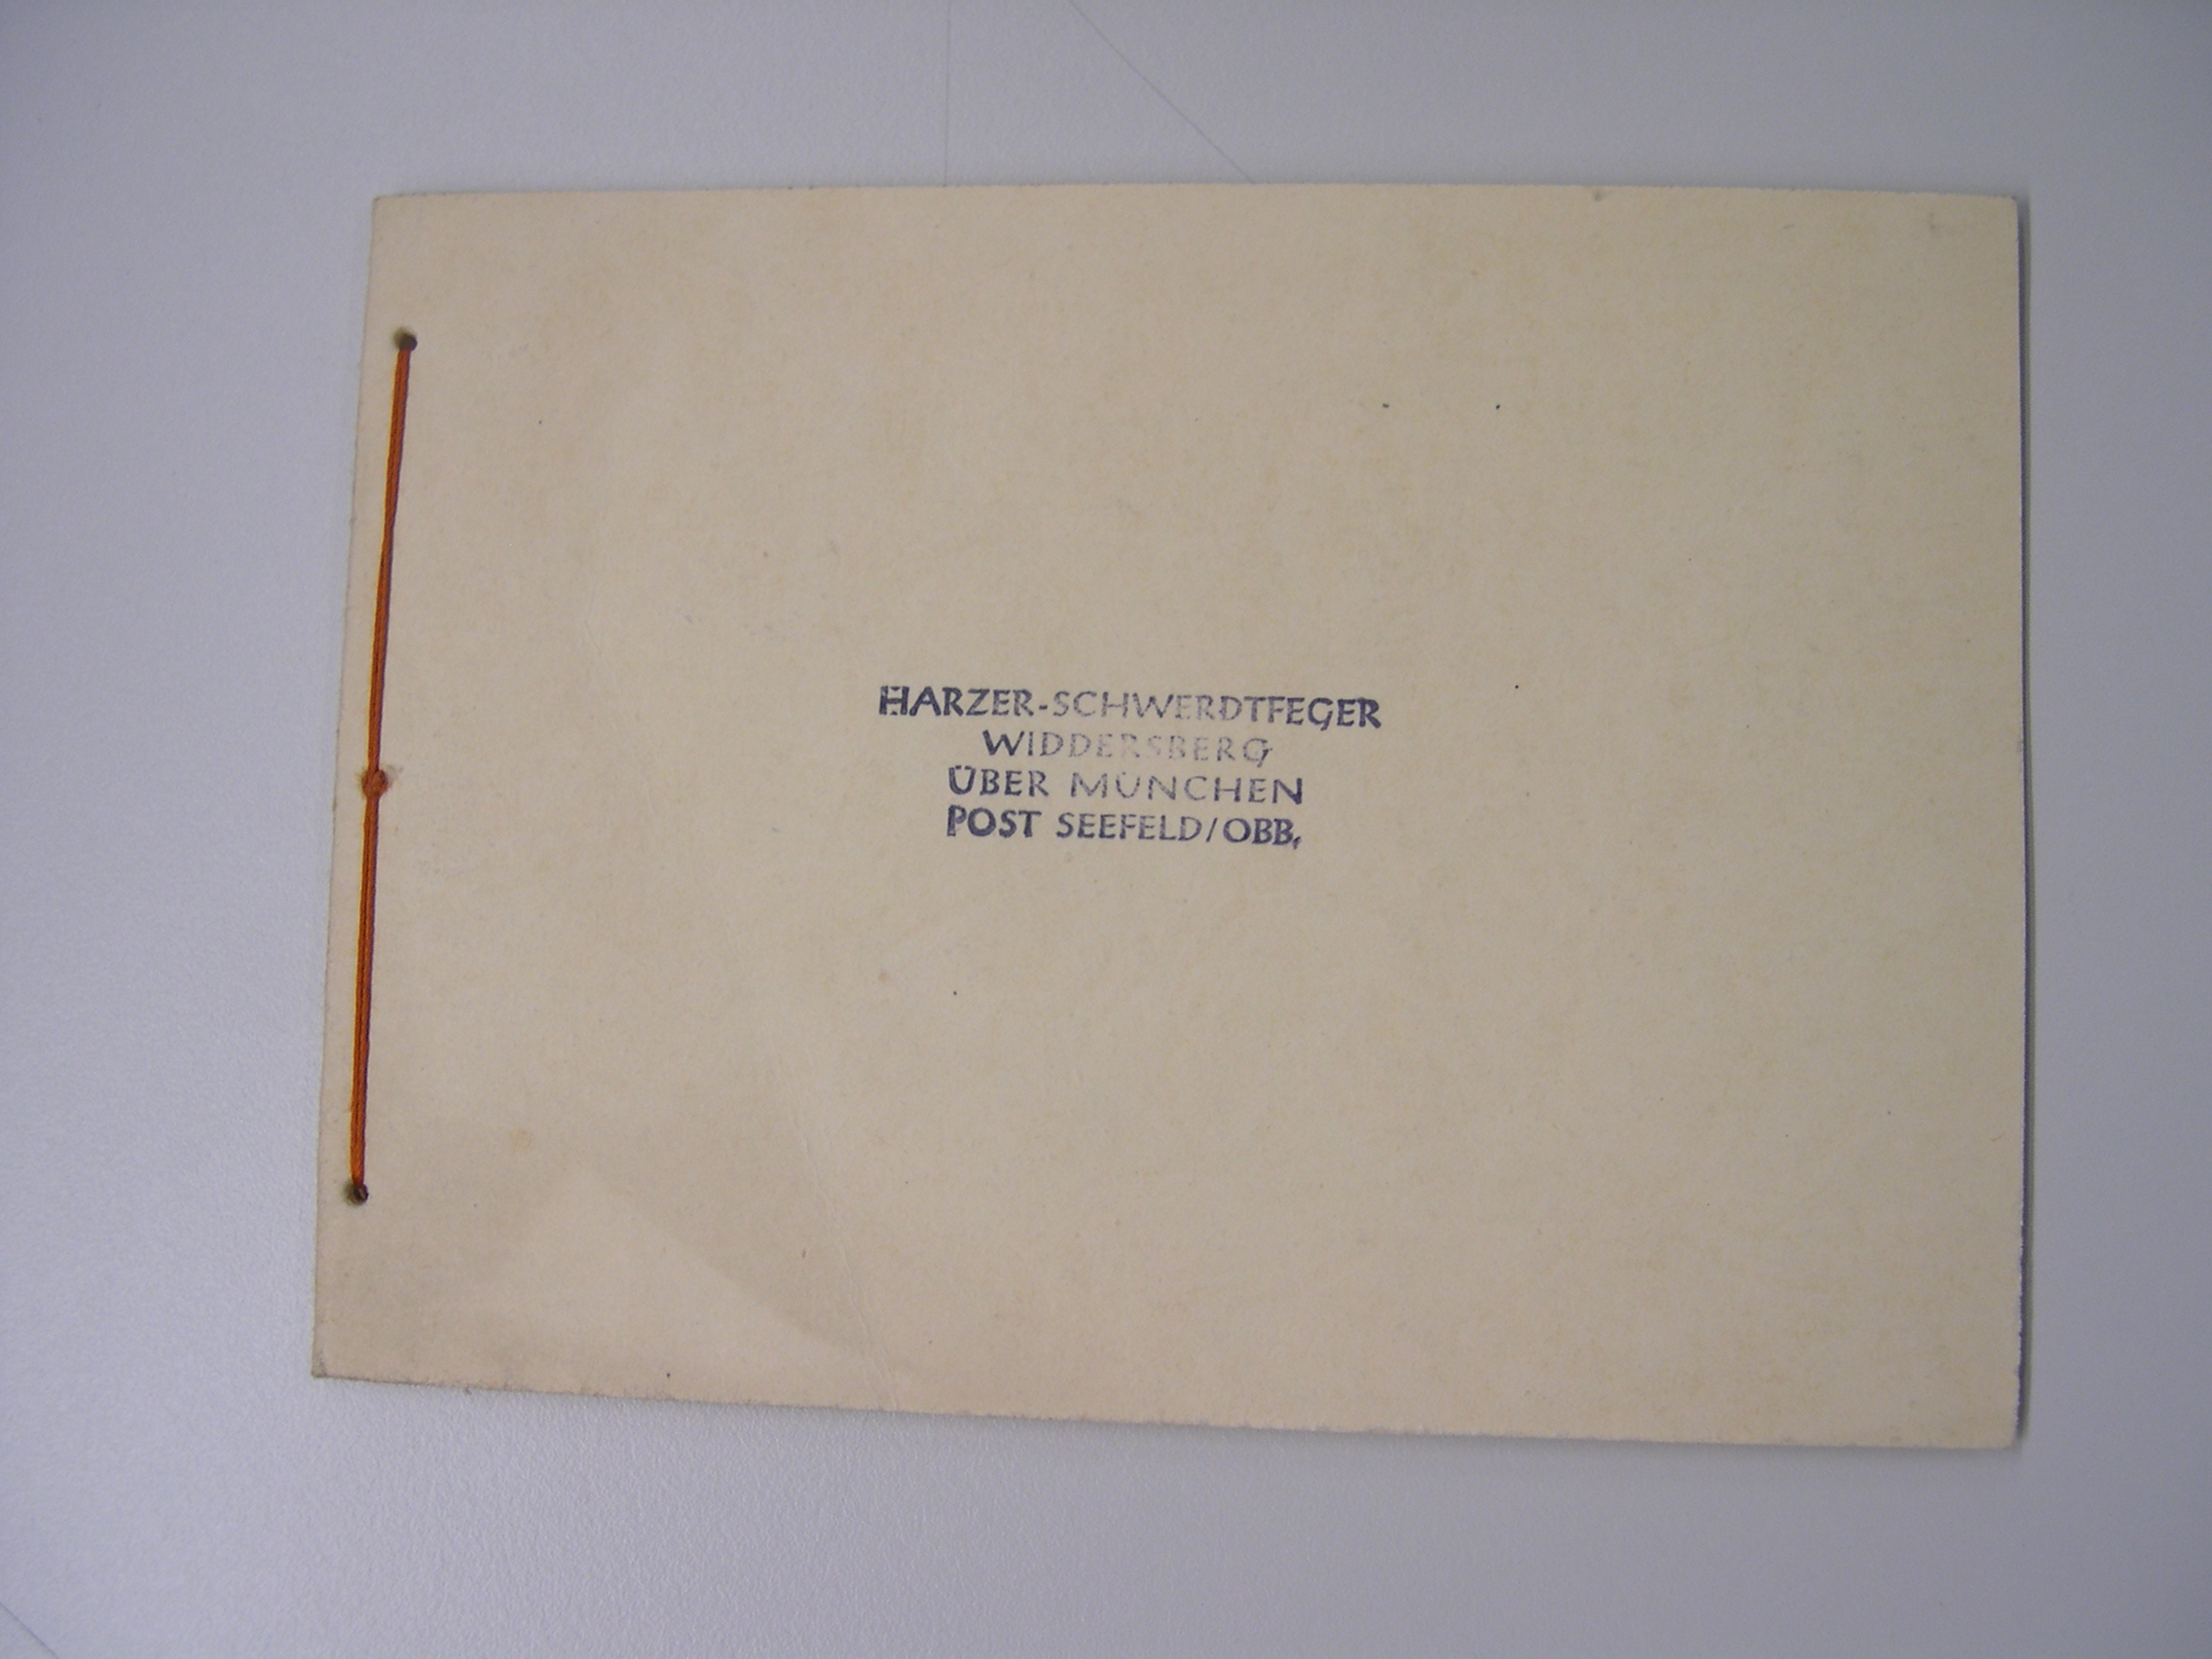 HARZER-SCHWERDTFEGER
WIDDERSBERG
ÜBER MÜNCHEN
POST SEEFELD/OBB.